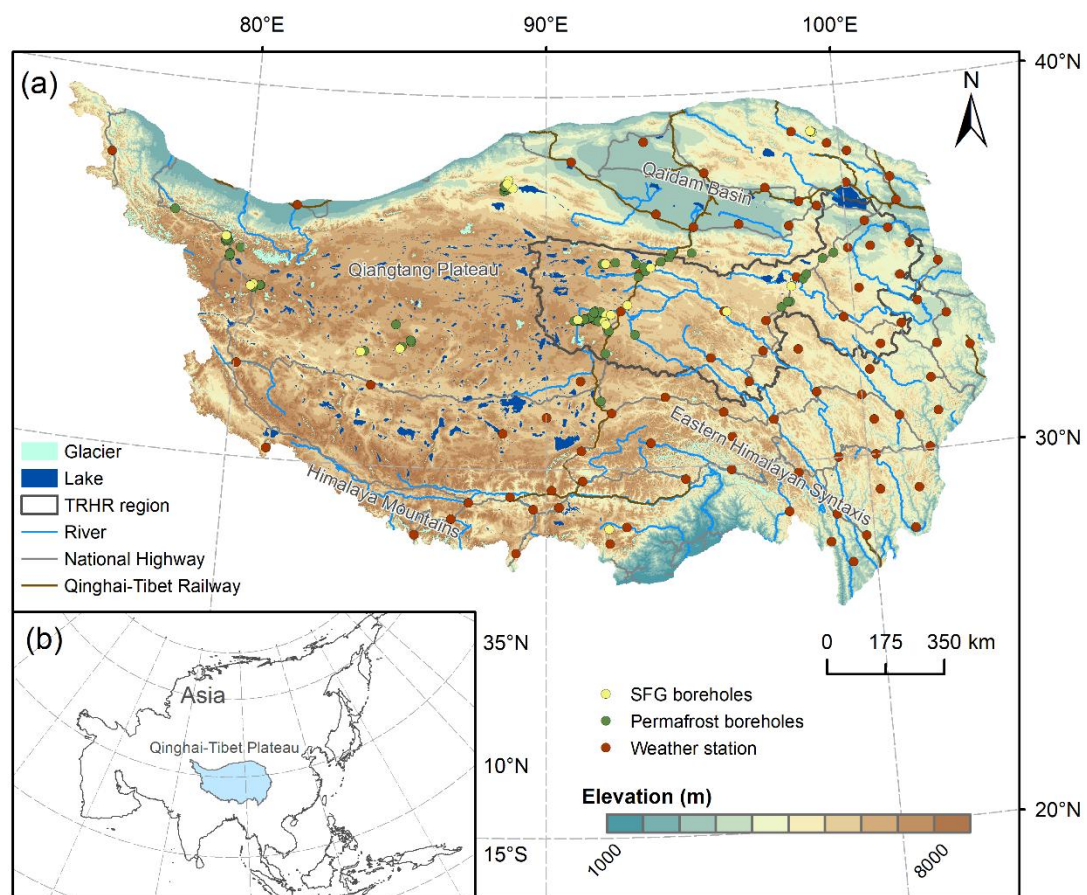 80°E
90°E
100°E
(a)
40°N
N
Qaidam Basin
Qiangtang Plateau
30°N
Eastern Himalayan Syntaxis
Himalaya Mountains
Glacier
Lake
TRHR region
River
National Highway
Qinghai-Tibet Railway
(b)
35°N
0 175 350 km
Asia
SFG boreholes
Permafrost boreholes
Weather station
Qinghai-Tibet Plateau
10°N
Elevation (m)
20°N
1000
8000
15°S